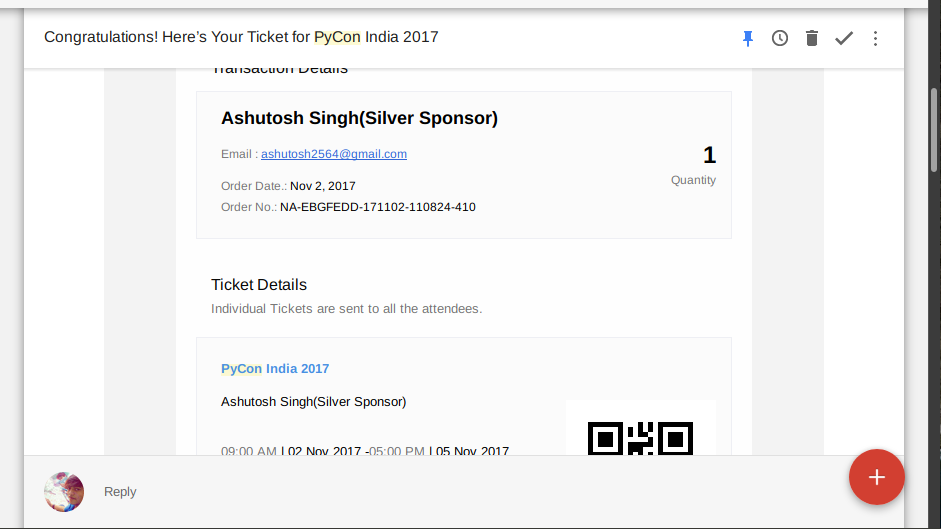 Congratulations! Here's Your Ticket for PyCon India 2017
Transaction Details
Ashutosh Singh(Silver Sponsor)
Email : ashutosh2564@gmail.com
1
Quantity
Order Date.: Nov 2, 2017
Order No.: NA-EBGFEDD-171102-110824-410
Ticket Details
Individual Tickets are sent to all the attendees.
PyCon India 2017
Ashutosh Singh(Silver Sponsor)
09:00 AM | 02 Nov 2017 -05:00 PM | 05 Nov 2017
Reply